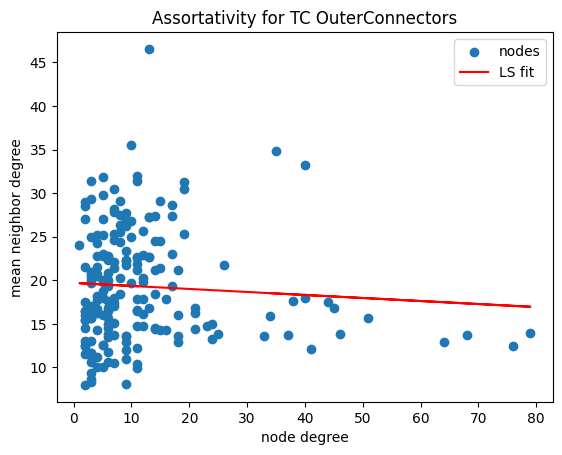 Assortativity for TC OuterConnectors
nodes
LS fit
mean neighbor degree
45
40
35
30
25
20
15
10
0 10 20 30 40 50 60 70 80
node degree